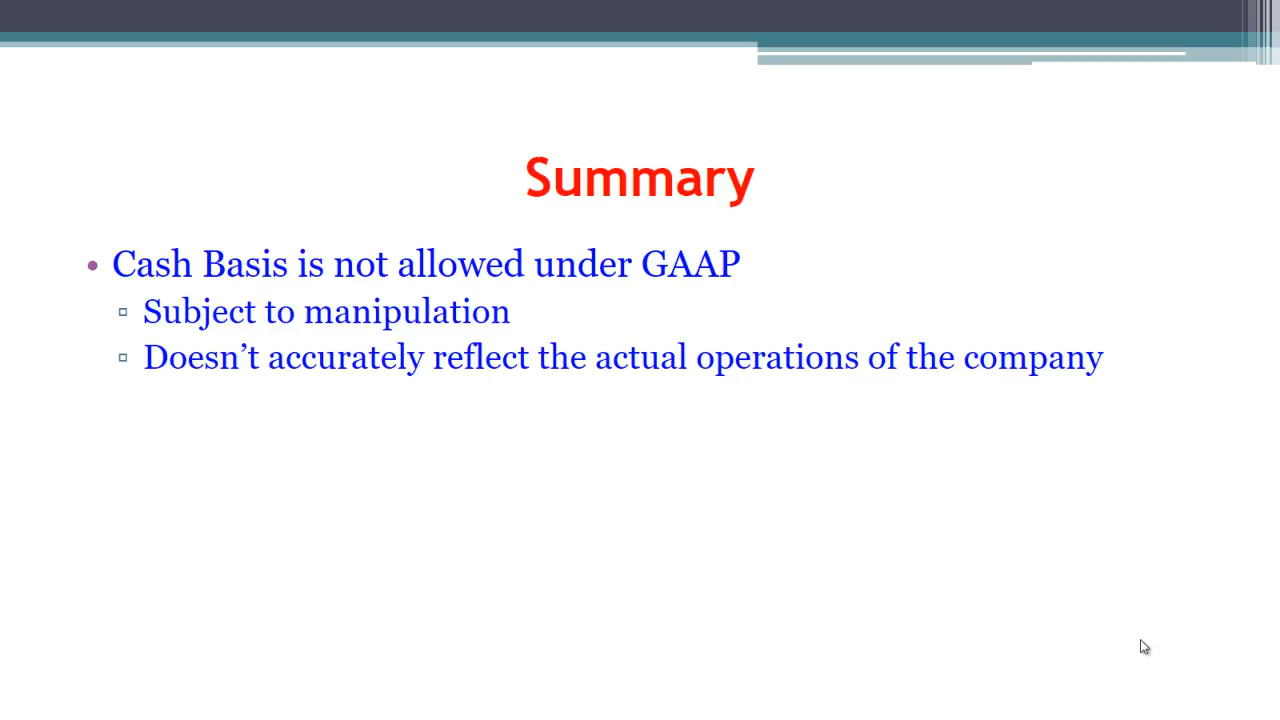 Summary
• Cash Basis is not allowed under GAAP
▫ Subject to manipulation
▫ Doesn’t accurately reflect the actual operations of the company